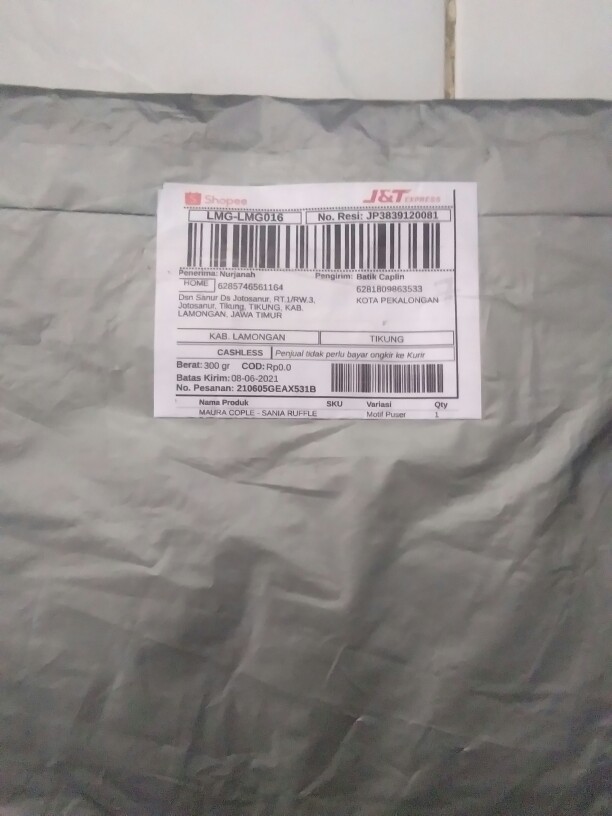 Shopee J&T EXPRESS
LMG-LMG016 No. Resi: JP3839120081
Penerima: Nurjanah Pengirim: Batik Caplin
HOME 6285746561164 6281809863533
Dsn Sanur Ds Jotosanur, RT.1/RW.3, KOTA PEKALONGAN
Jotosanur, Tikung, TIKUNG, KAB.
LAMONGAN, JAWA TIMUR
KAB. LAMONGAN TIKUNG
CASHLESS Penjual tidak perlu bayar ongkir ke Kurir
Berat: 300 gr COD: Rp0.0
Batas Kirim: 08-06-2021
No. Pesanan: 210605GEAX531B
Nama Produk SKU Variasi Qty
MAURA COPLE - SANIA RUFFLE Motif Puser 1